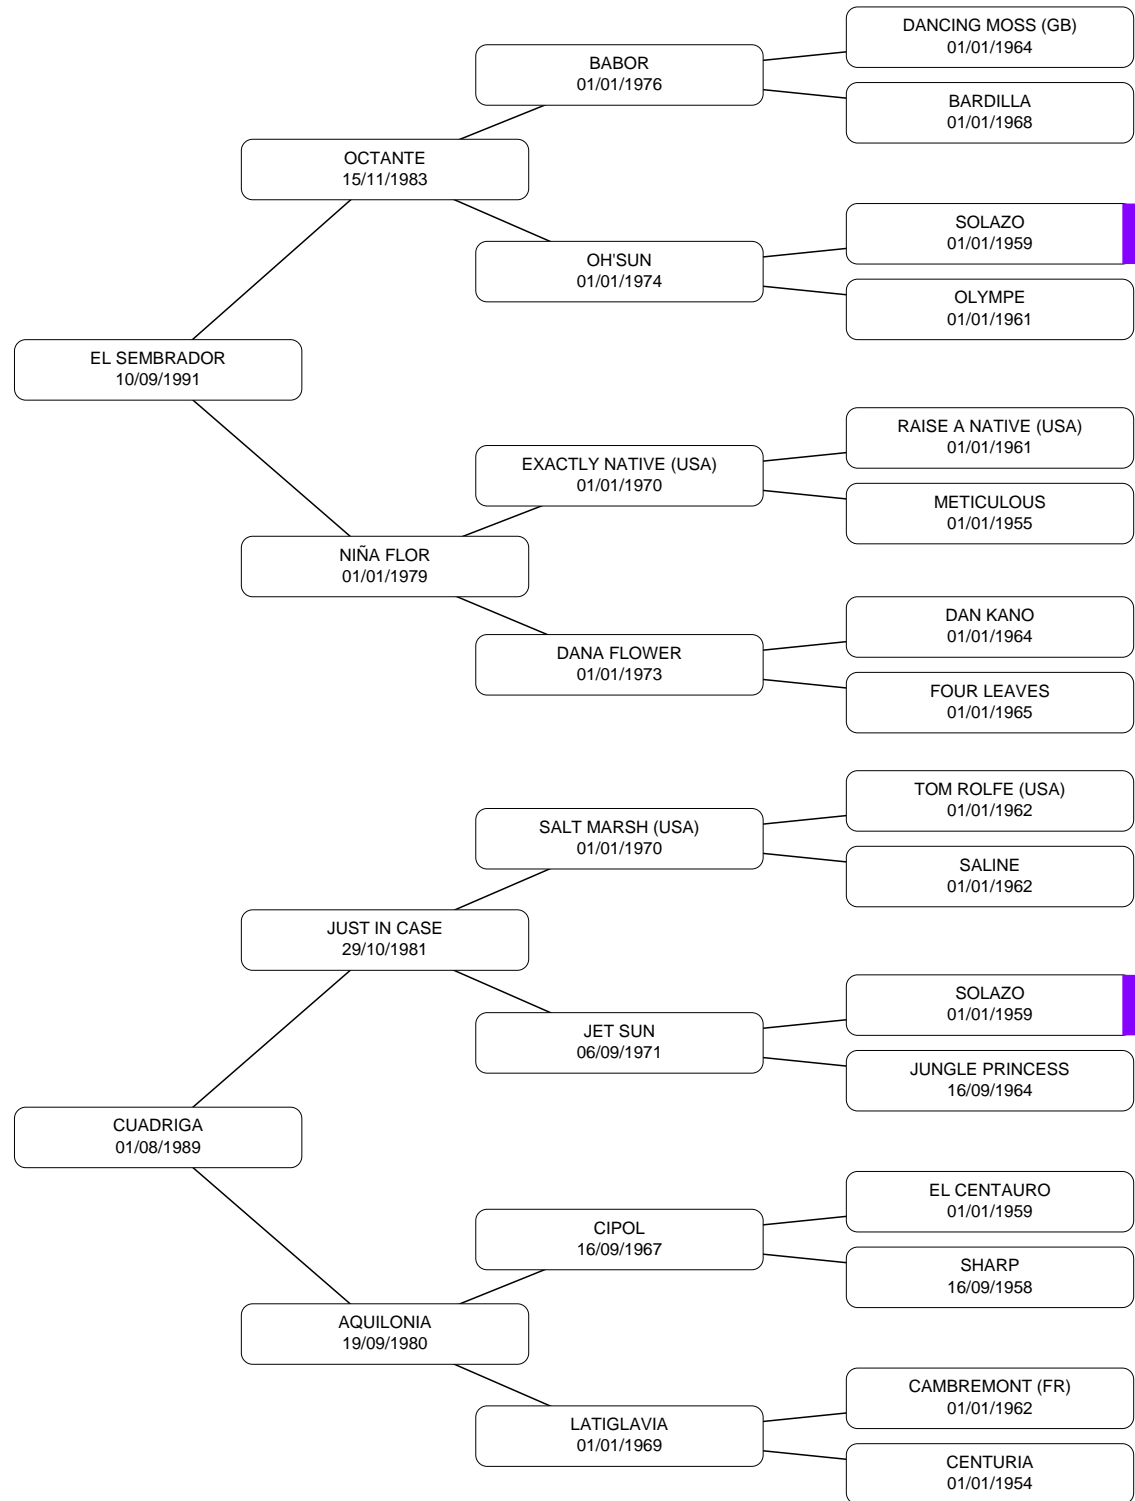 DANCING MOSS (GB)
01/01/1964
BABOR
01/01/1976
BARDILLA
01/01/1968
OCTANTE
15/11/1983
SOLAZO
01/01/1959
OH'SUN
01/01/1974
OLYMPE
01/01/1961
EL SEMBRADOR
10/09/1991
RAISE A NATIVE (USA)
01/01/1961
EXACTLY NATIVE (USA)
01/01/1970
METICULOUS
01/01/1955
NIÑA FLOR
01/01/1979
DAN KANO
01/01/1964
DANA FLOWER
01/01/1973
FOUR LEAVES
01/01/1965
TOM ROLFE (USA)
01/01/1962
SALT MARSH (USA)
01/01/1970
SALINE
01/01/1962
JUST IN CASE
29/10/1981
SOLAZO
01/01/1959
JET SUN
06/09/1971
JUNGLE PRINCESS
16/09/1964
CUADRIGA
01/08/1989
EL CENTAURO
01/01/1959
CIPOL
16/09/1967
SHARP
16/09/1958
AQUILONIA
19/09/1980
CAMBREMONT (FR)
01/01/1962
LATIGLAVIA
01/01/1969
CENTURIA
01/01/1954